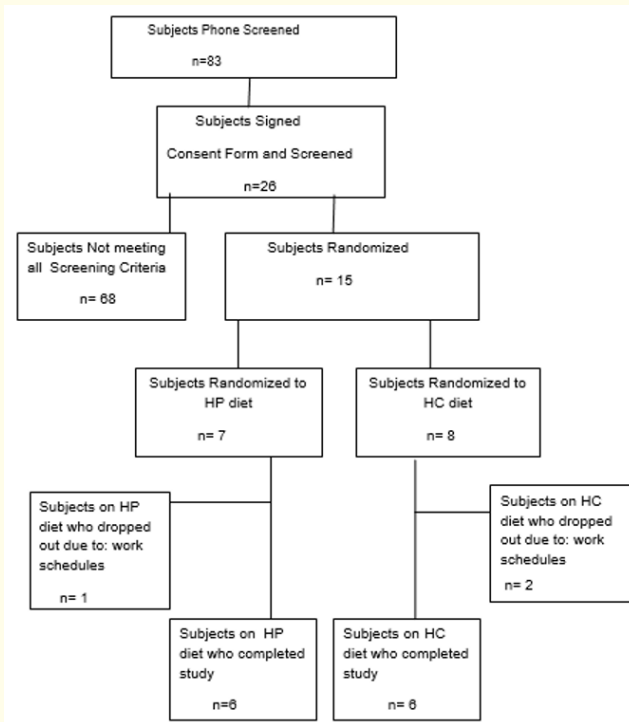 Subjects Phone Screened
n=83
Subjects Signed
Consent Form and Screened
n=26
Subjects Not meeting
all Screening Criteria
n= 68
Subjects Randomized
n= 15
Subjects Randomized to
HP diet
n= 7
Subjects Randomized to
HC diet
n= 8
Subjects on HP
diet who dropped
out due to: work
schedules
n= 1
Subjects on HC
diet who dropped
out due to: work
schedules
n = 2
Subjects on HP
diet who completed
study
n=6
Subjects on HC
diet who completed
study
n= 6